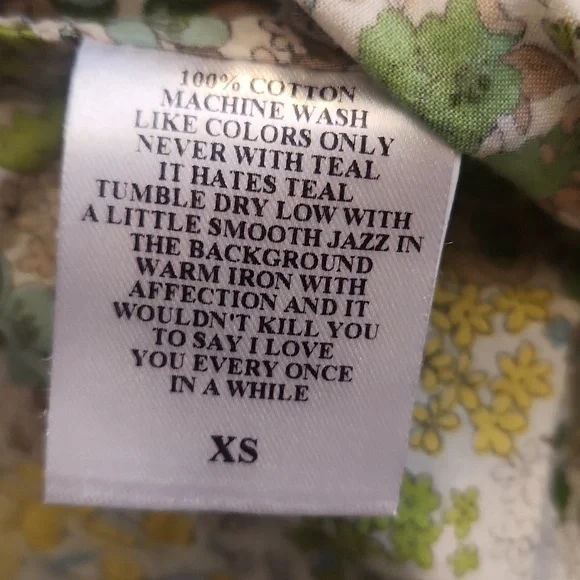 100% COTTON
MACHINE WASH
LIKE COLORS ONLY
NEVER WITH TEAL
IT HATES TEAL
TUMBLE DRY LOW WITH
A LITTLE SMOOTH JAZZ IN
THE BACKGROUND
WARM IRON WITH
AFFECTION AND IT
WOULDN'T KILL YOU
TO SAY I LOVE
YOU EVERY ONCE
IN A WHILE
XS